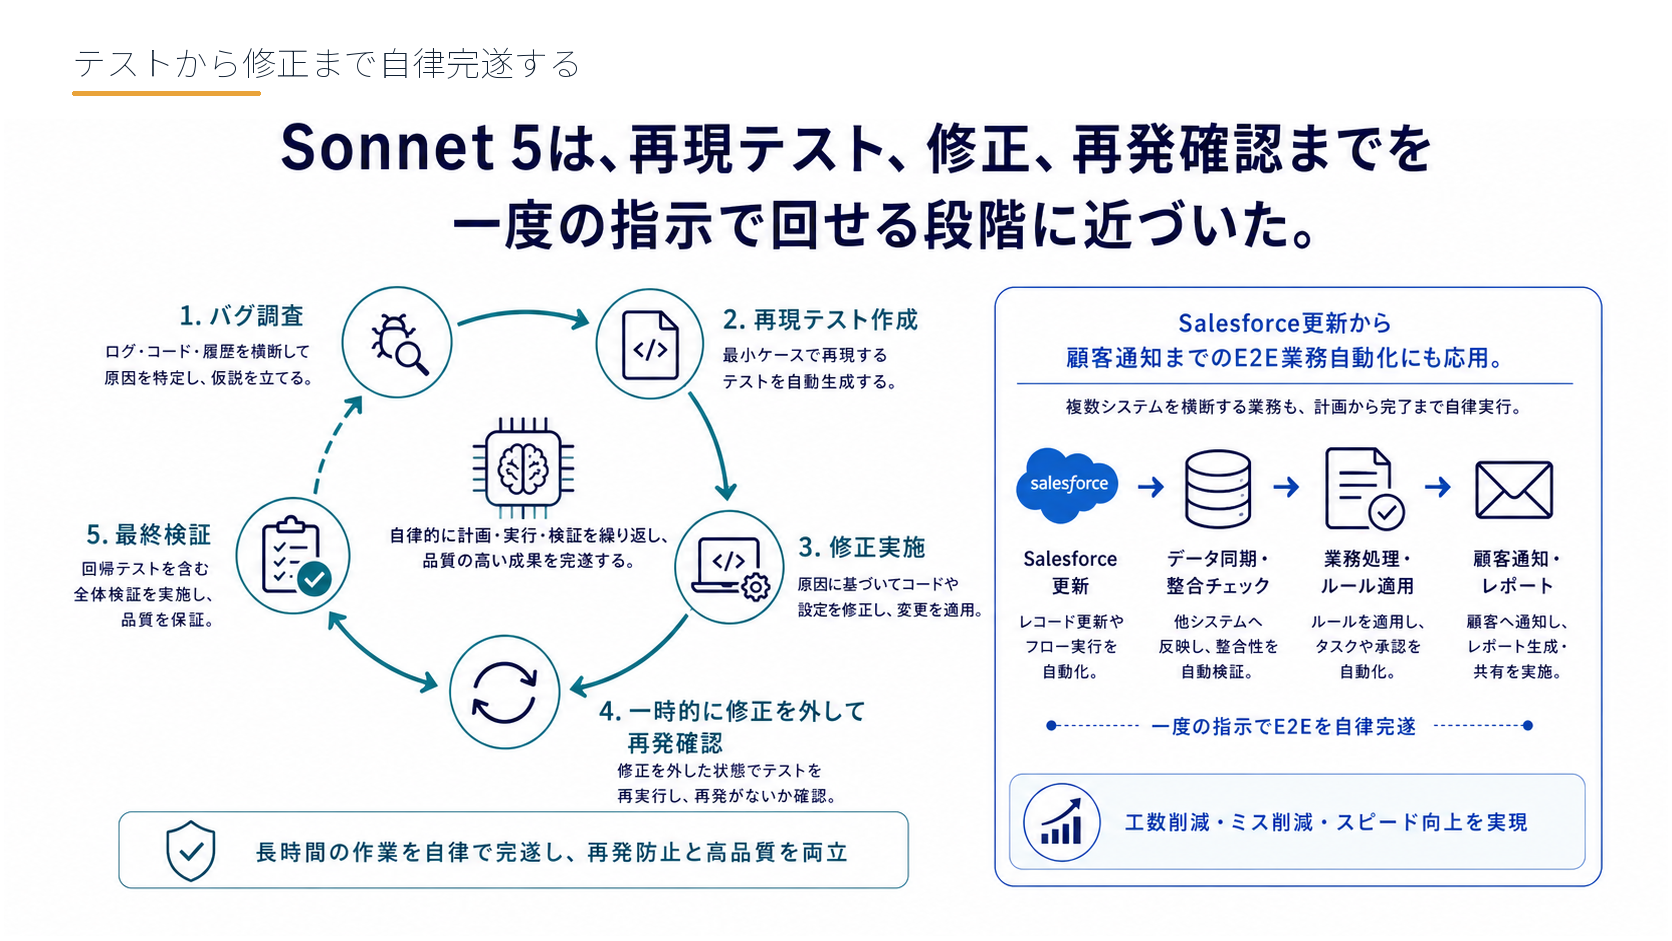 テストから修正まで自律完遂する
Sonnet 5は、再現テスト、修正、再発確認までを
一度の指示で回せる段階に近づいた。
1. バグ調査
ログ・コード・履歴を横断して
原因を特定し、仮説を立てる。
2. 再現テスト作成
最小ケースで再現する
テストを自動生成する。
自律的に計画・実行・検証を繰り返し、
品質の高い成果を完遂する。
3. 修正実施
原因に基づいてコードや
設定を修正し、変更を適用。
4. 一時的に修正を外して
再発確認
修正を外した状態でテストを
再実行し、再発がないか確認。
5. 最終検証
回帰テストを含む
全体検証を実施し、
品質を保証。
長時間の作業を自律で完遂し、再発防止と高品質を両立
Salesforce更新から
顧客通知までのE2E業務自動化にも応用。
複数システムを横断する業務も、計画から完了まで自律実行。
salesforce
Salesforce
更新
レコード更新や
フロー実行を
自動化。
データ同期・
整合チェック
他システムへ
反映し、整合性を
自動検証。
業務処理・
ルール適用
ルールを適用し、
タスクや承認を
自動化。
顧客通知・
レポート
顧客へ通知し、
レポート生成・
共有を実施。
一度の指示でE2Eを自律完遂
工数削減・ミス削減・スピード向上を実現